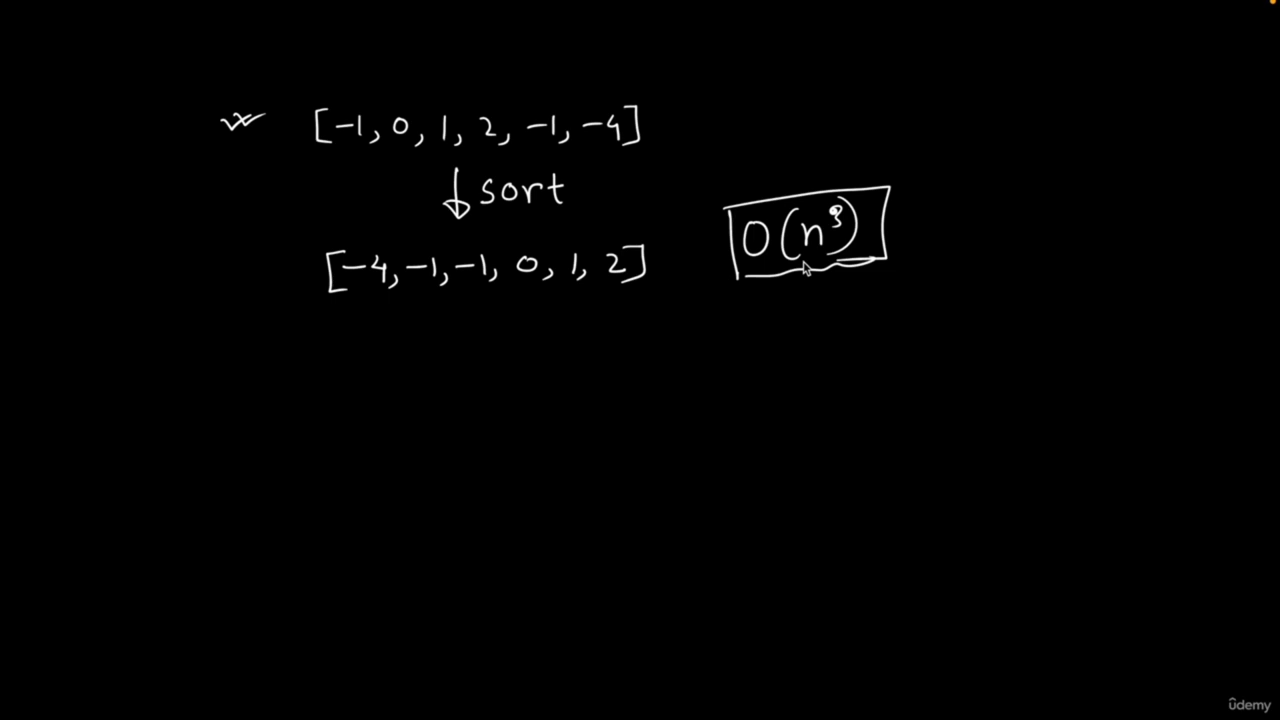 [-1, 0, 1, 2, -1, -4]
↓ sort
[-4, -1, -1, 0, 1, 2]
O(n³)
ûdemy